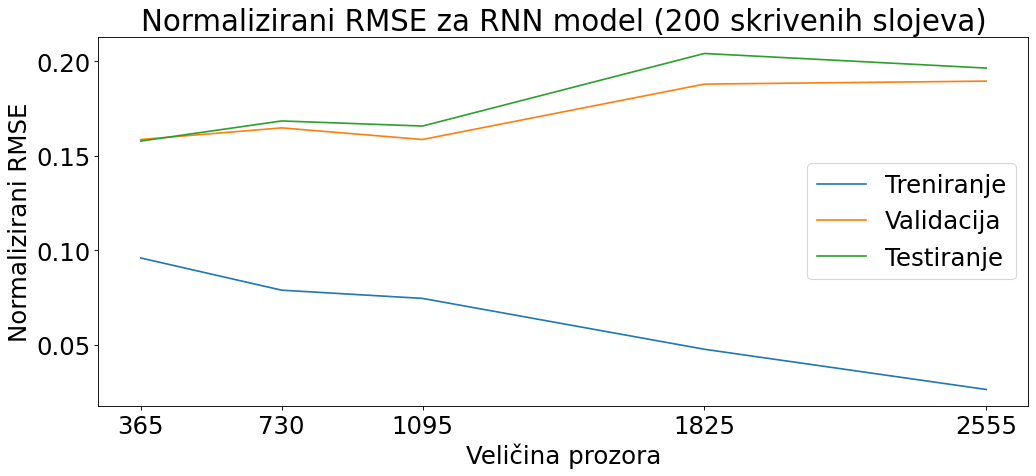 Normalizirani RMSE za RNN model (200 skrivenih slojeva)
Normalizirani RMSE
0.20
0.15
0.10
0.05
Treniranje
Validacija
Testiranje
365 730 1095 1825 2555
Veličina prozora